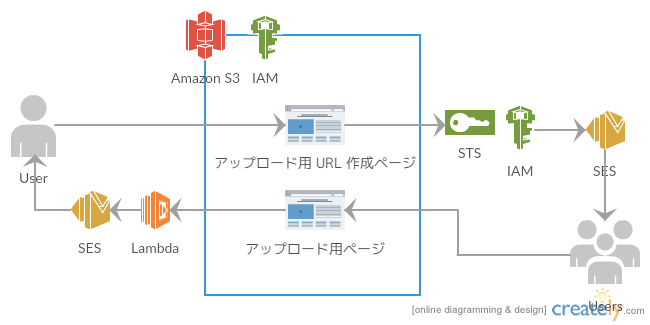 Amazon S3 IAM
アップロード用 URL 作成ページ
User
STS
IAM
SES
SES
Lambda
アップロード用ページ
Users
[online diagramming & design] creately.com